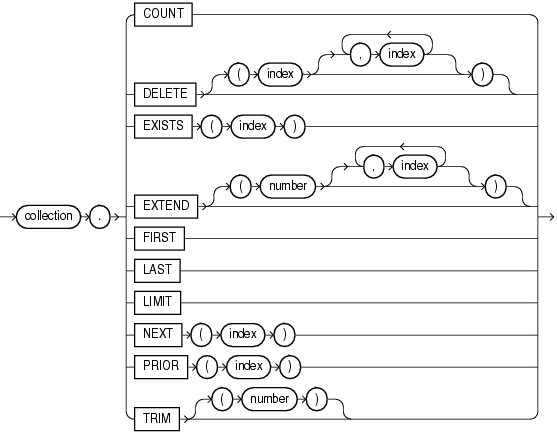 COUNT
( index , index )
DELETE
EXISTS ( index )
( number , index )
EXTEND
collection .
FIRST
LAST
LIMIT
NEXT ( index )
PRIOR ( index )
( number )
TRIM